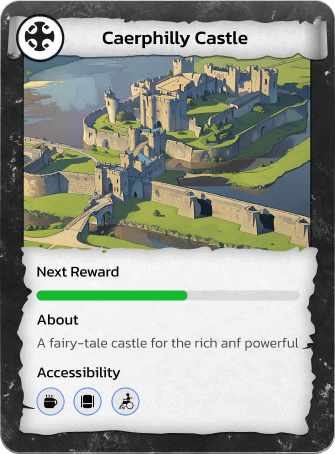 Caerphilly Castle
Next Reward
About
A fairy-tale castle for the rich anf powerful
Accessibility